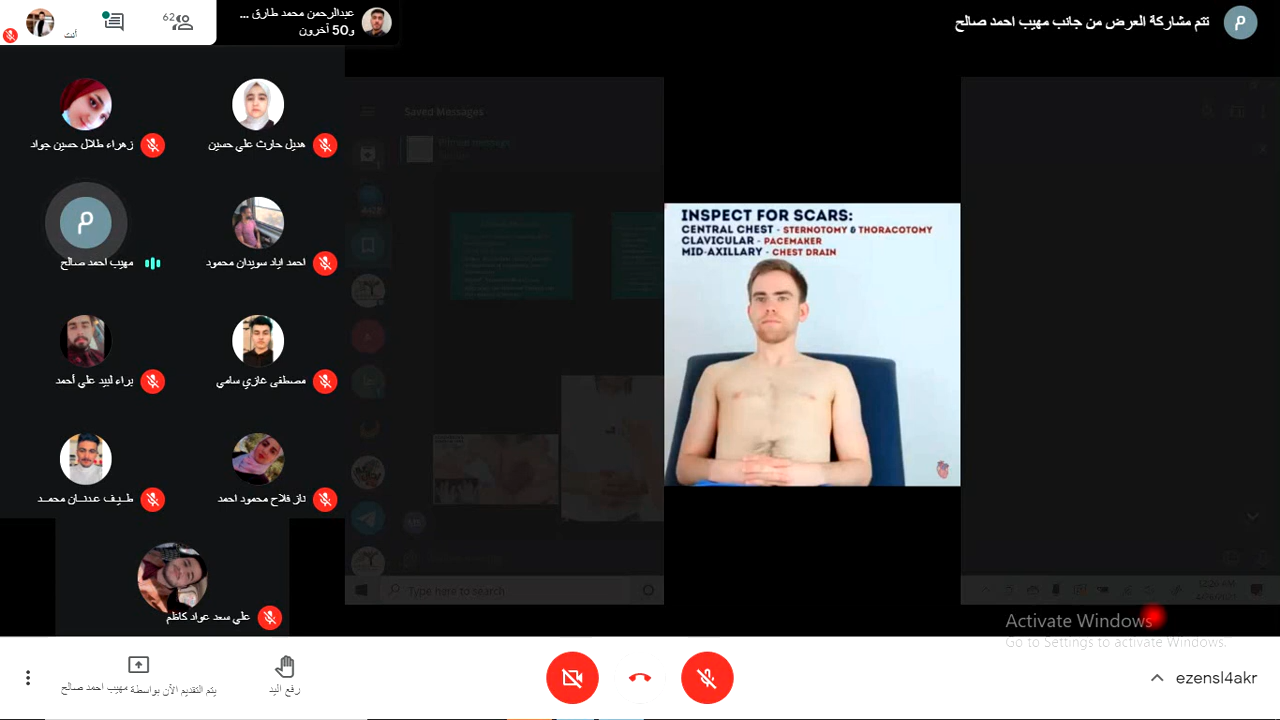 عبدالرحمن محمد طارق ...
و50 آخرون
62
أنت
تتم مشاركة العرض من جانب مهيب احمد صالح
P
زهراء طلال حسين جواد
هديل حارث علي حسين
P
مهيب احمد صالح
احمد اياد سويدان محمود
براء لبيد علي أحمد
مصطفى غازي سامي
طـيـف عـدنــان محمـد
ناز فلاح محمود احمد
علي سعد عواد كاظم
Saved Messages
INSPECT FOR SCARS:
CENTRAL CHEST - STERNOTOMY & THORACOTOMY
CLAVICULAR - PACEMAKER
MID-AXILLARY - CHEST DRAIN
Type here to search
Activate Windows
Go to Settings to activate Windows.
يتم التقديم الآن بواسطة مهيب احمد صالح
رفع اليد
ezensl4akr